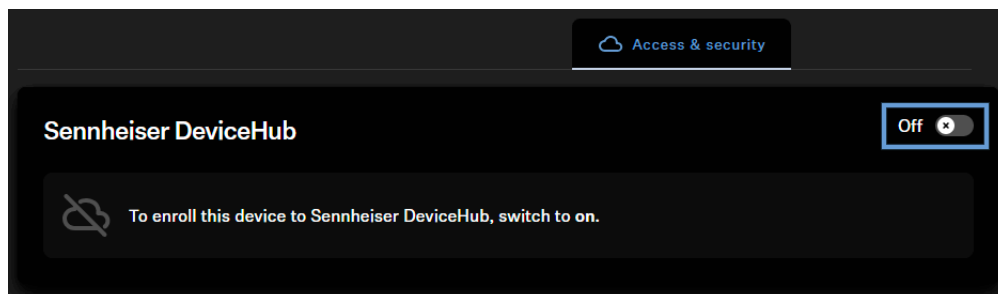 Access & security
Sennheiser DeviceHub
Off
To enroll this device to Sennheiser DeviceHub, switch to on.